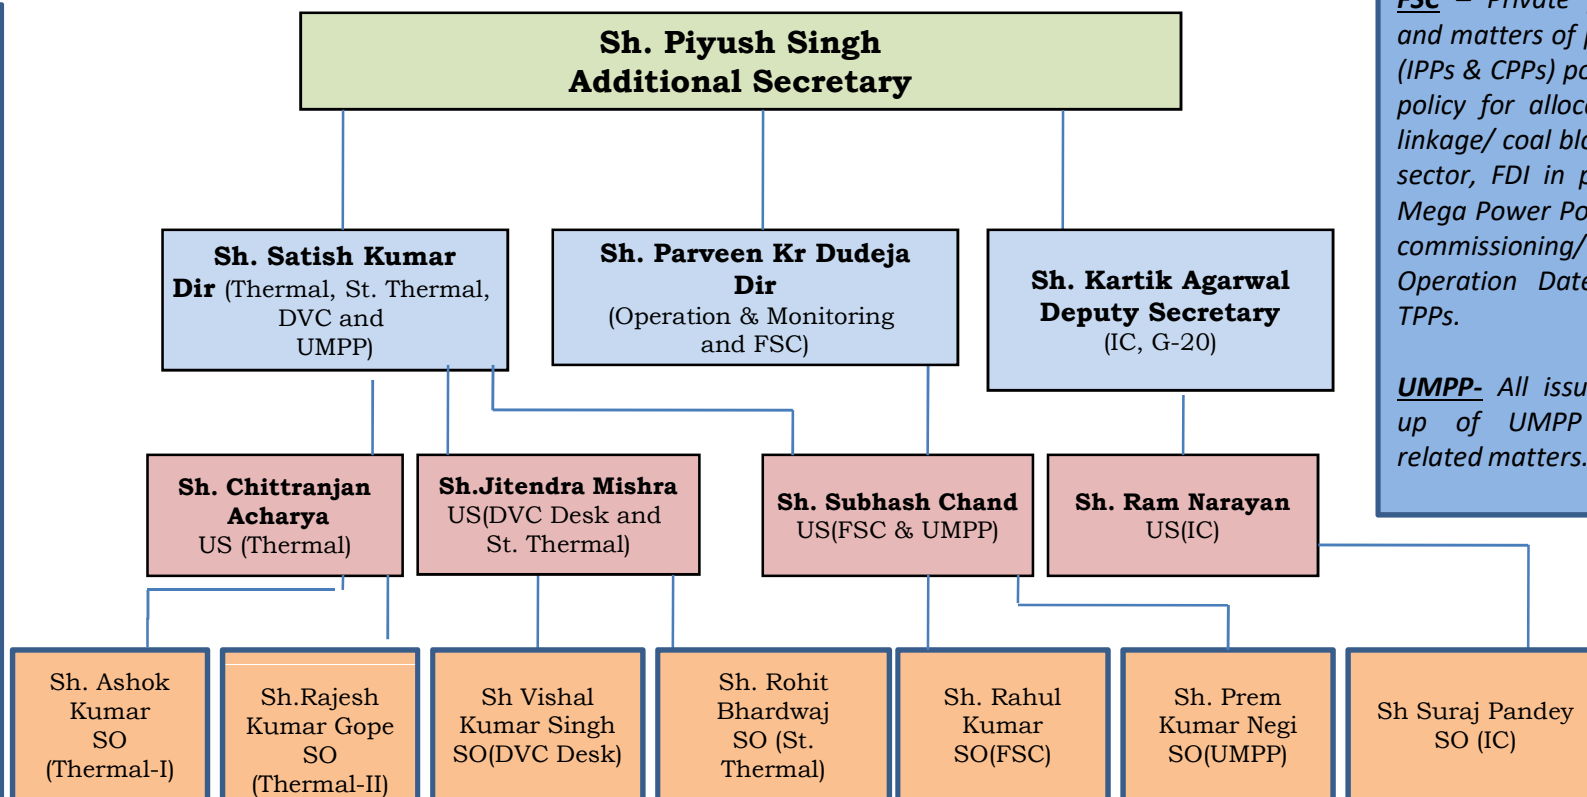 Sh. Piyush Singh
Additional Secretary
FSC – Private
and matters of
(IPPs & CPPs)
policy for
linkage/ coal
sector, FDI in
Mega Power
commissioning/
Operation Date
TPPs.
UMPP- All
up of UMPP
related matters.
Sh. Satish Kumar
Dir (Thermal, St. Thermal,
DVC and
UMPP)
Sh. Parveen Kr Dudeja
Dir
(Operation & Monitoring
and FSC)
Sh. Kartik Agarwal
Deputy Secretary
(IC, G-20)
Sh. Chittranjan
Acharya
US (Thermal)
Sh.Jitendra Mishra
US(DVC Desk and
St. Thermal)
Sh. Subhash Chand
US(FSC & UMPP)
Sh. Ram Narayan
US(IC)
Sh. Ashok
Kumar
SO
(Thermal-I)
Sh.Rajesh
Kumar Gope
SO
(Thermal-II)
Sh Vishal
Kumar Singh
SO(DVC Desk)
Sh. Rohit
Bhardwaj
SO (St.
Thermal)
Sh. Rahul
Kumar
SO(FSC)
Sh. Prem
Kumar Negi
SO(UMPP)
Sh Suraj Pandey
SO (IC)